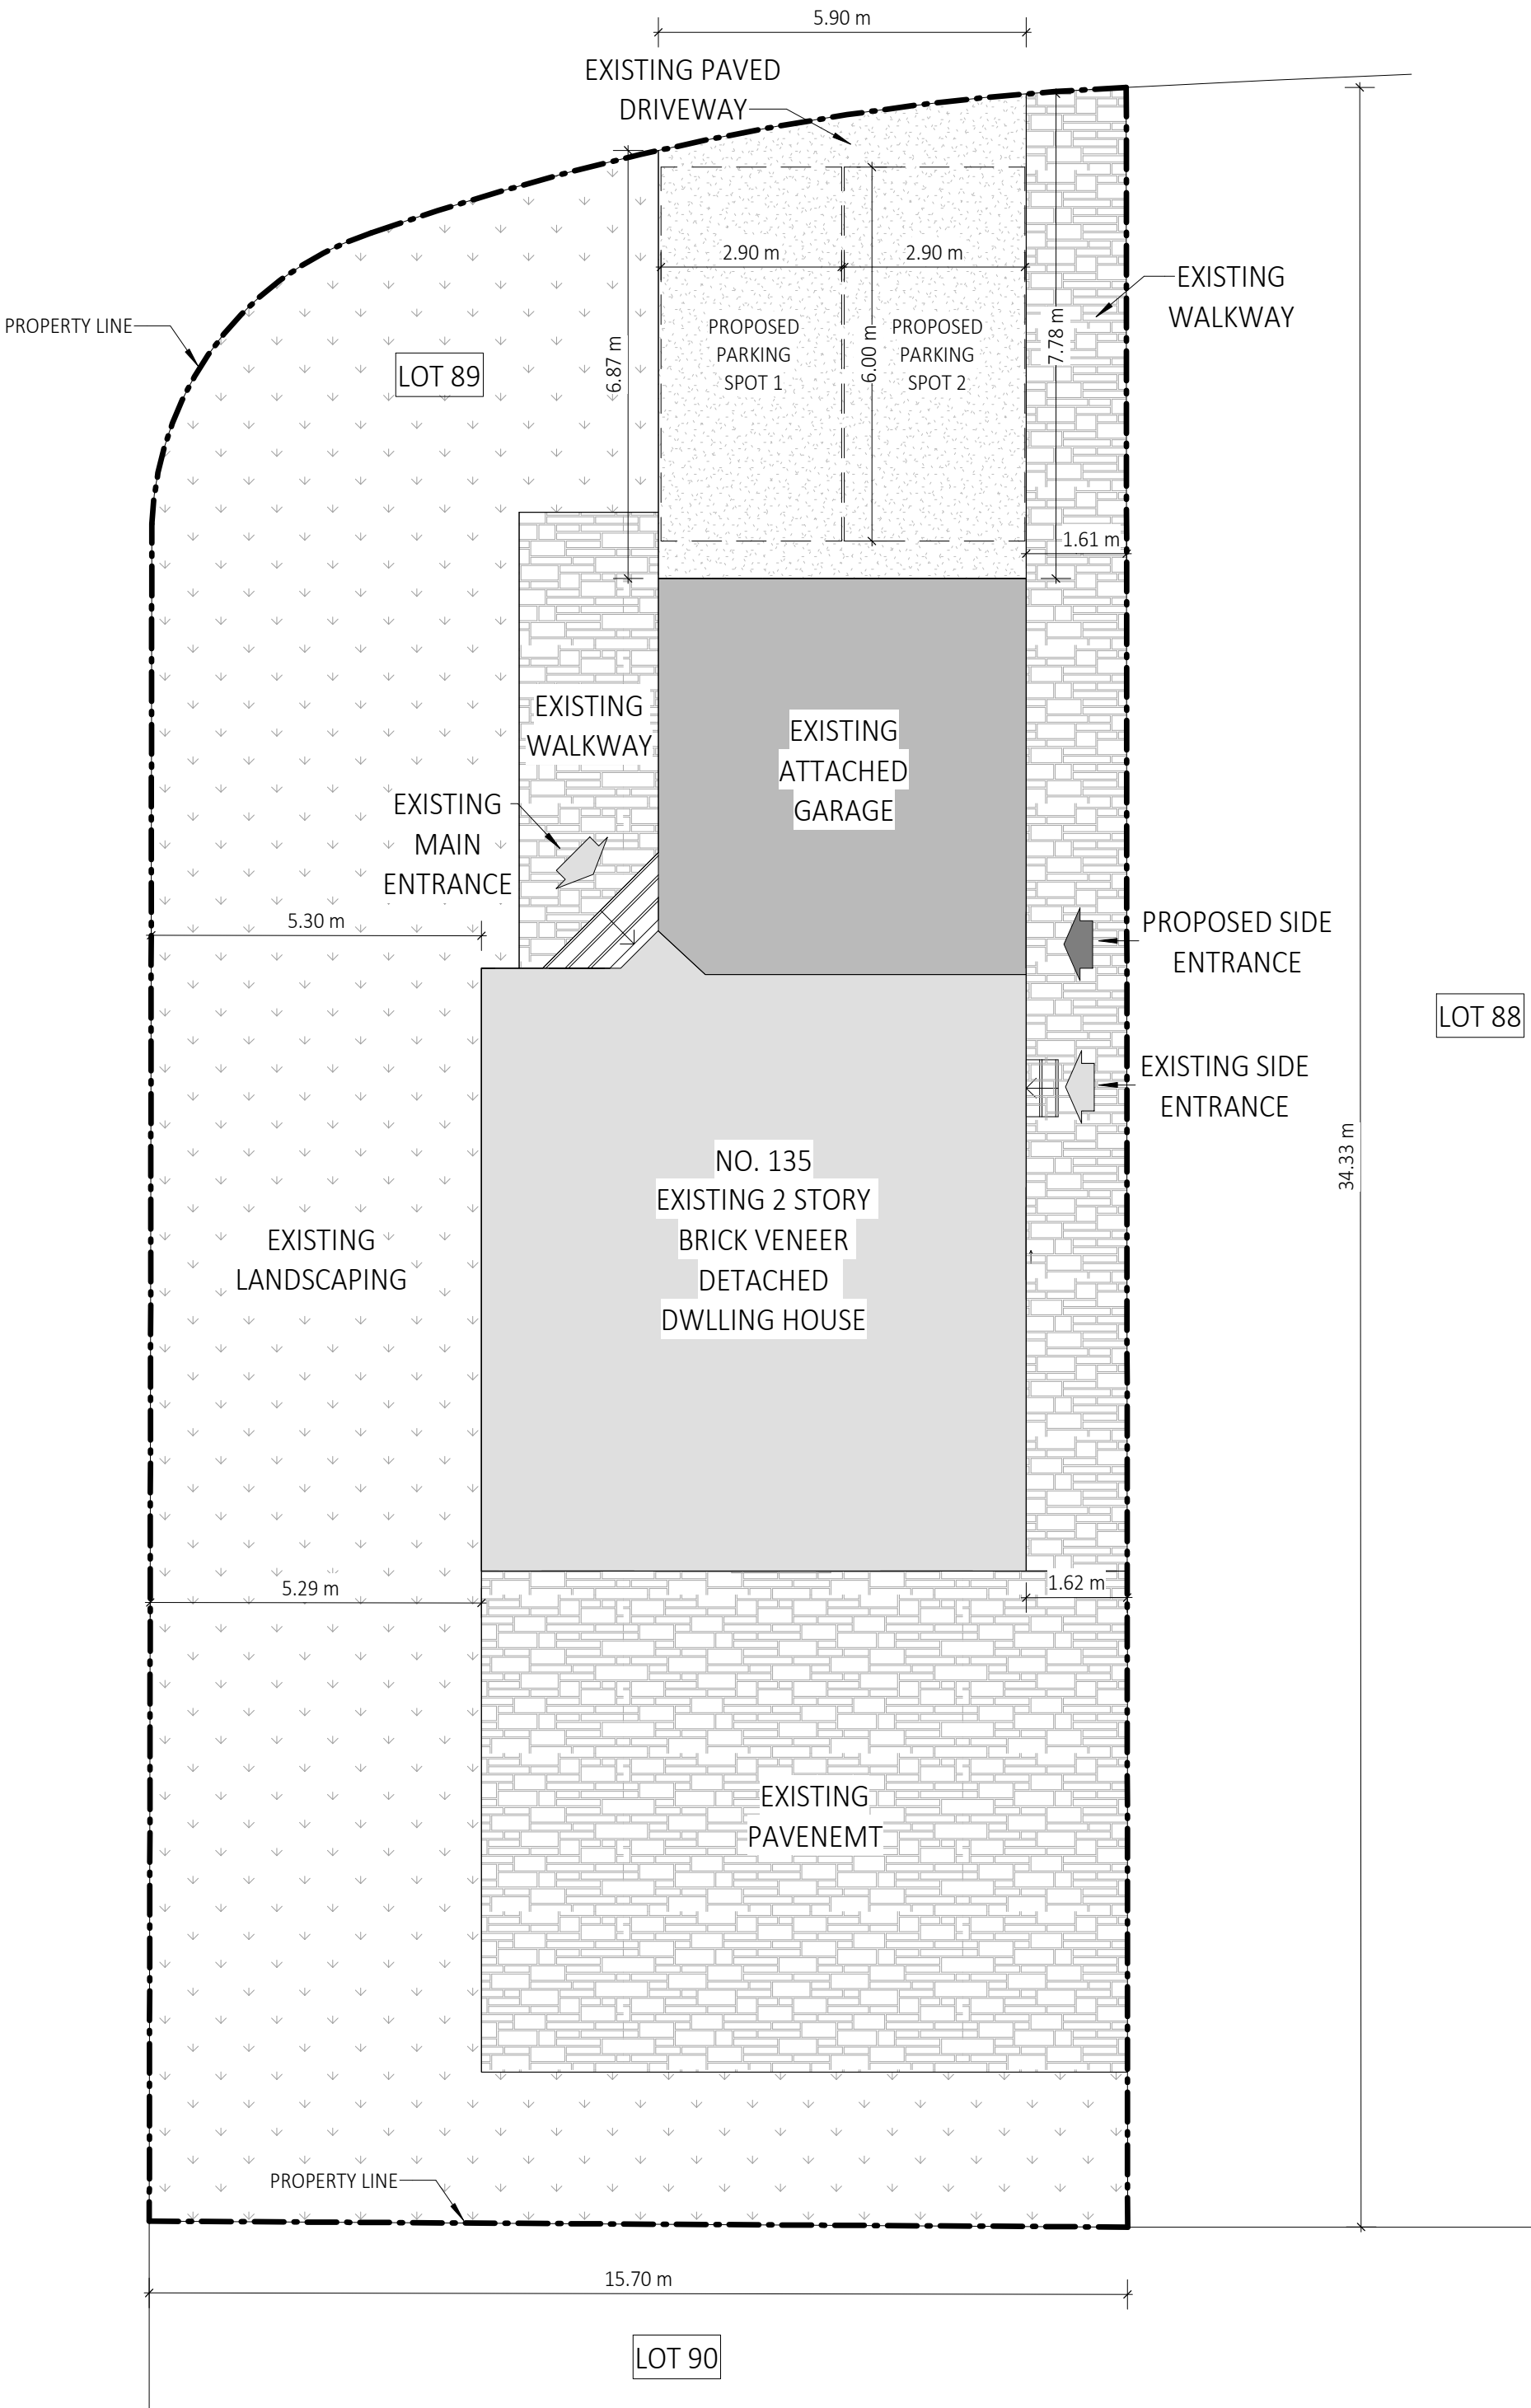 5.90 m
EXISTING PAVED
DRIVEWAY
2.90 m
2.90 m
EXISTING
WALKWAY
PROPERTY LINE
PROPOSED
PARKING
SPOT 1
6.00 m
PROPOSED
PARKING
SPOT 2
7.78 m
6.87 m
LOT 89
1.61 m
EXISTING
WALKWAY
EXISTING
ATTACHED
GARAGE
EXISTING
MAIN
ENTRANCE
5.30 m
PROPOSED SIDE
ENTRANCE
LOT 88
EXISTING SIDE
ENTRANCE
34.33 m
NO. 135
EXISTING 2 STORY
BRICK VENEER
DETACHED
DWLLING HOUSE
EXISTING
LANDSCAPING
5.29 m
1.62 m
EXISTING
PAVENEMT
PROPERTY LINE
15.70 m
LOT 90